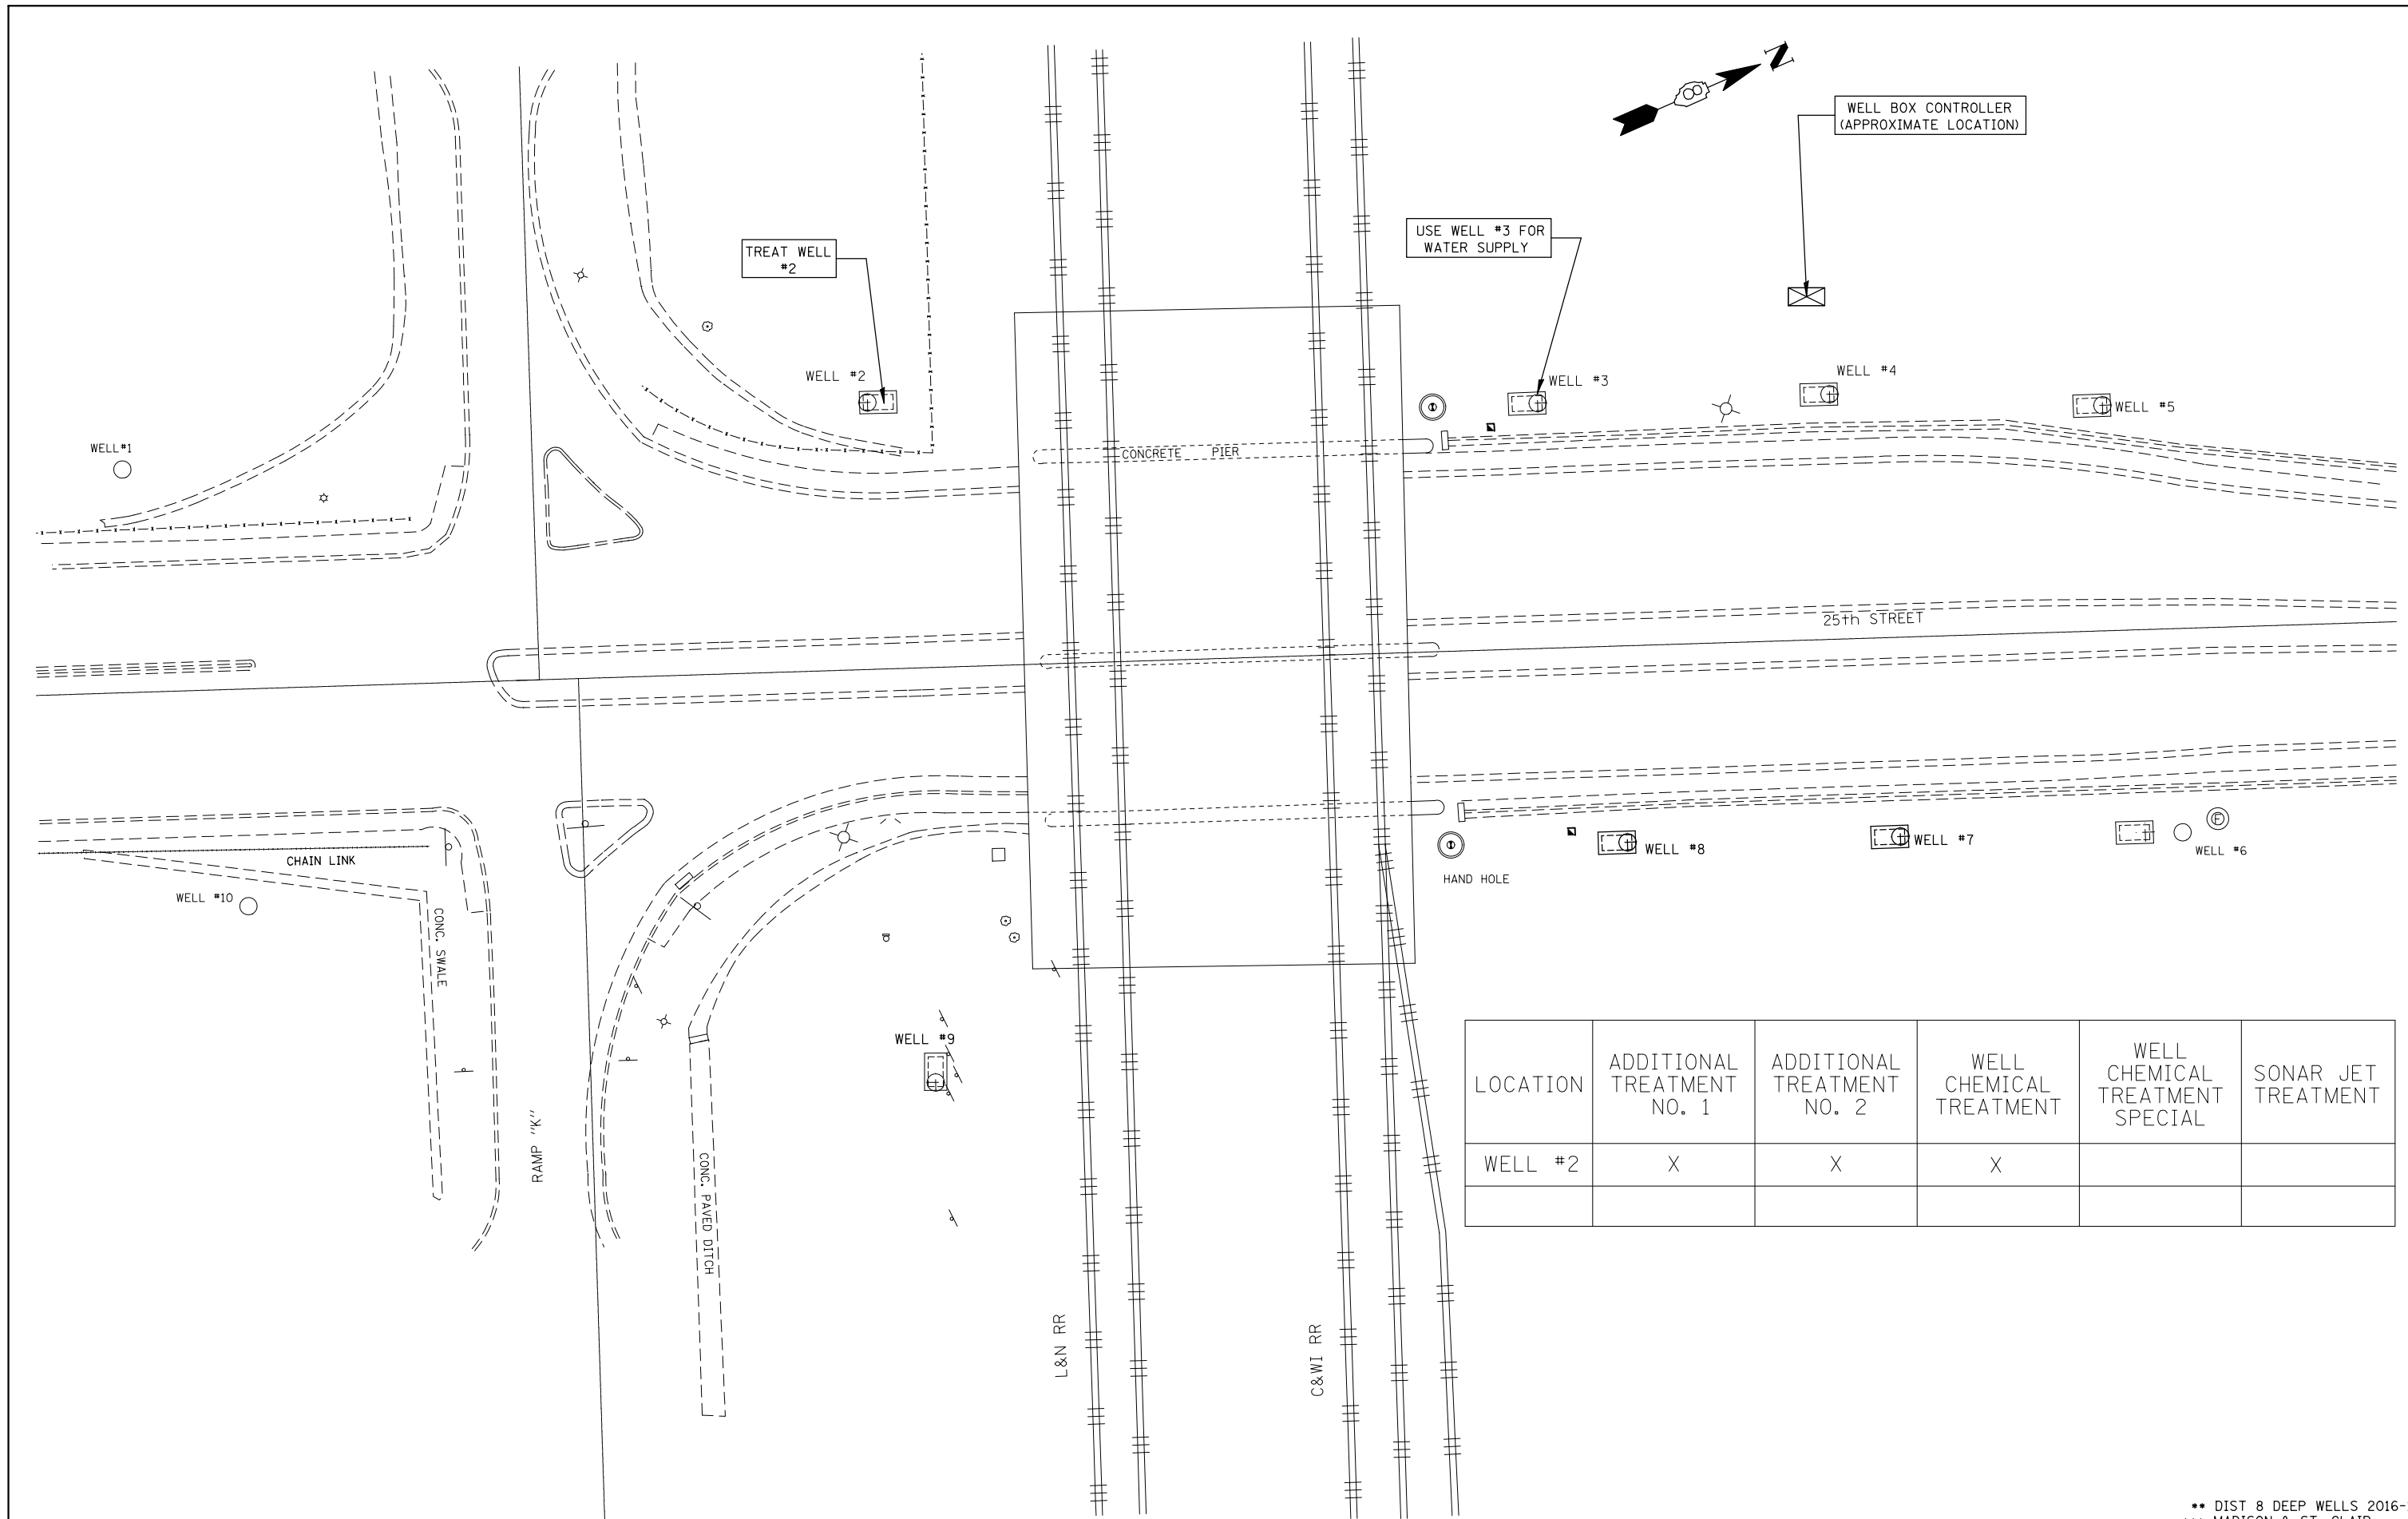 N
WELL BOX CONTROLLER
(APPROXIMATE LOCATION)
USE WELL #3 FOR
WATER SUPPLY
TREAT WELL
#2
WELL #2
WELL #3
WELL #4
WELL #5
WELL#1
CONCRETE PIER
25th STREET
CHAIN LINK
WELL #10
CONC. SWALE
RAMP "K"
CONC. PAVED DITCH
WELL #9
HAND HOLE
WELL #8
WELL #7
E
WELL #6
L&N RR
C&WI RR
LOCATION
ADDITIONAL
TREATMENT
NO. 1
ADDITIONAL
TREATMENT
NO. 2
WELL
CHEMICAL
TREATMENT
WELL
CHEMICAL
TREATMENT
SPECIAL
SONAR JET
TREATMENT
WELL #2 X X X
** DIST 8 DEEP WELLS 2016-
MADISON & ST. CLAIR